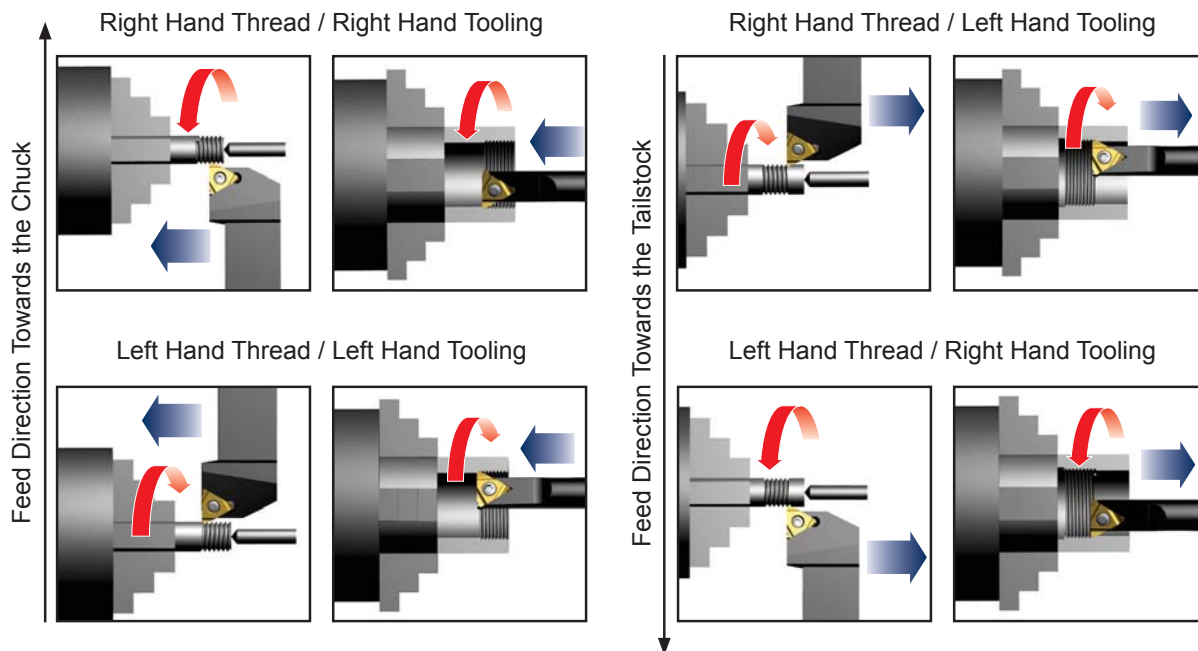 Right Hand Thread / Right Hand Tooling
Feed Direction Towards the Chuck
Left Hand Thread / Left Hand Tooling
Right Hand Thread / Left Hand Tooling
Feed Direction Towards the Tailstock
Left Hand Thread / Right Hand Tooling